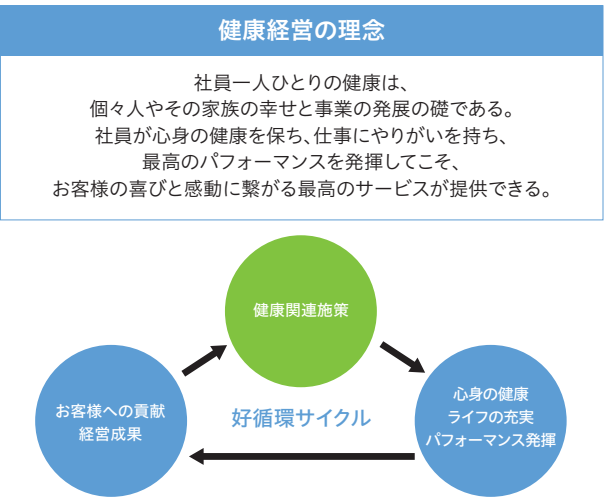 健康経営の理念
社員一人ひとりの健康は、
個々人やその家族の幸せと事業の発展の礎である。
社員が心身の健康を保ち、仕事にやりがいを持ち、
最高のパフォーマンスを発揮してこそ、
お客様の喜びと感動に繋がる最高のサービスが提供できる。
健康関連施策
心身の健康
ライフの充実
パフォーマンス発揮
お客様への貢献
経営成果
好循環サイクル